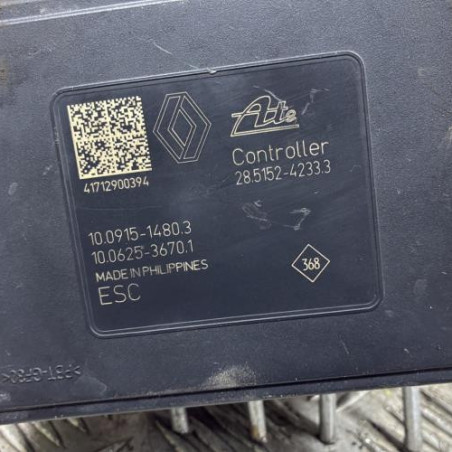 Ate
Controller
28.5152-4233.3
41712900394
10.0915-1480.3
10.0625-3670.1
MADE IN PHILIPPINES
ESC
368